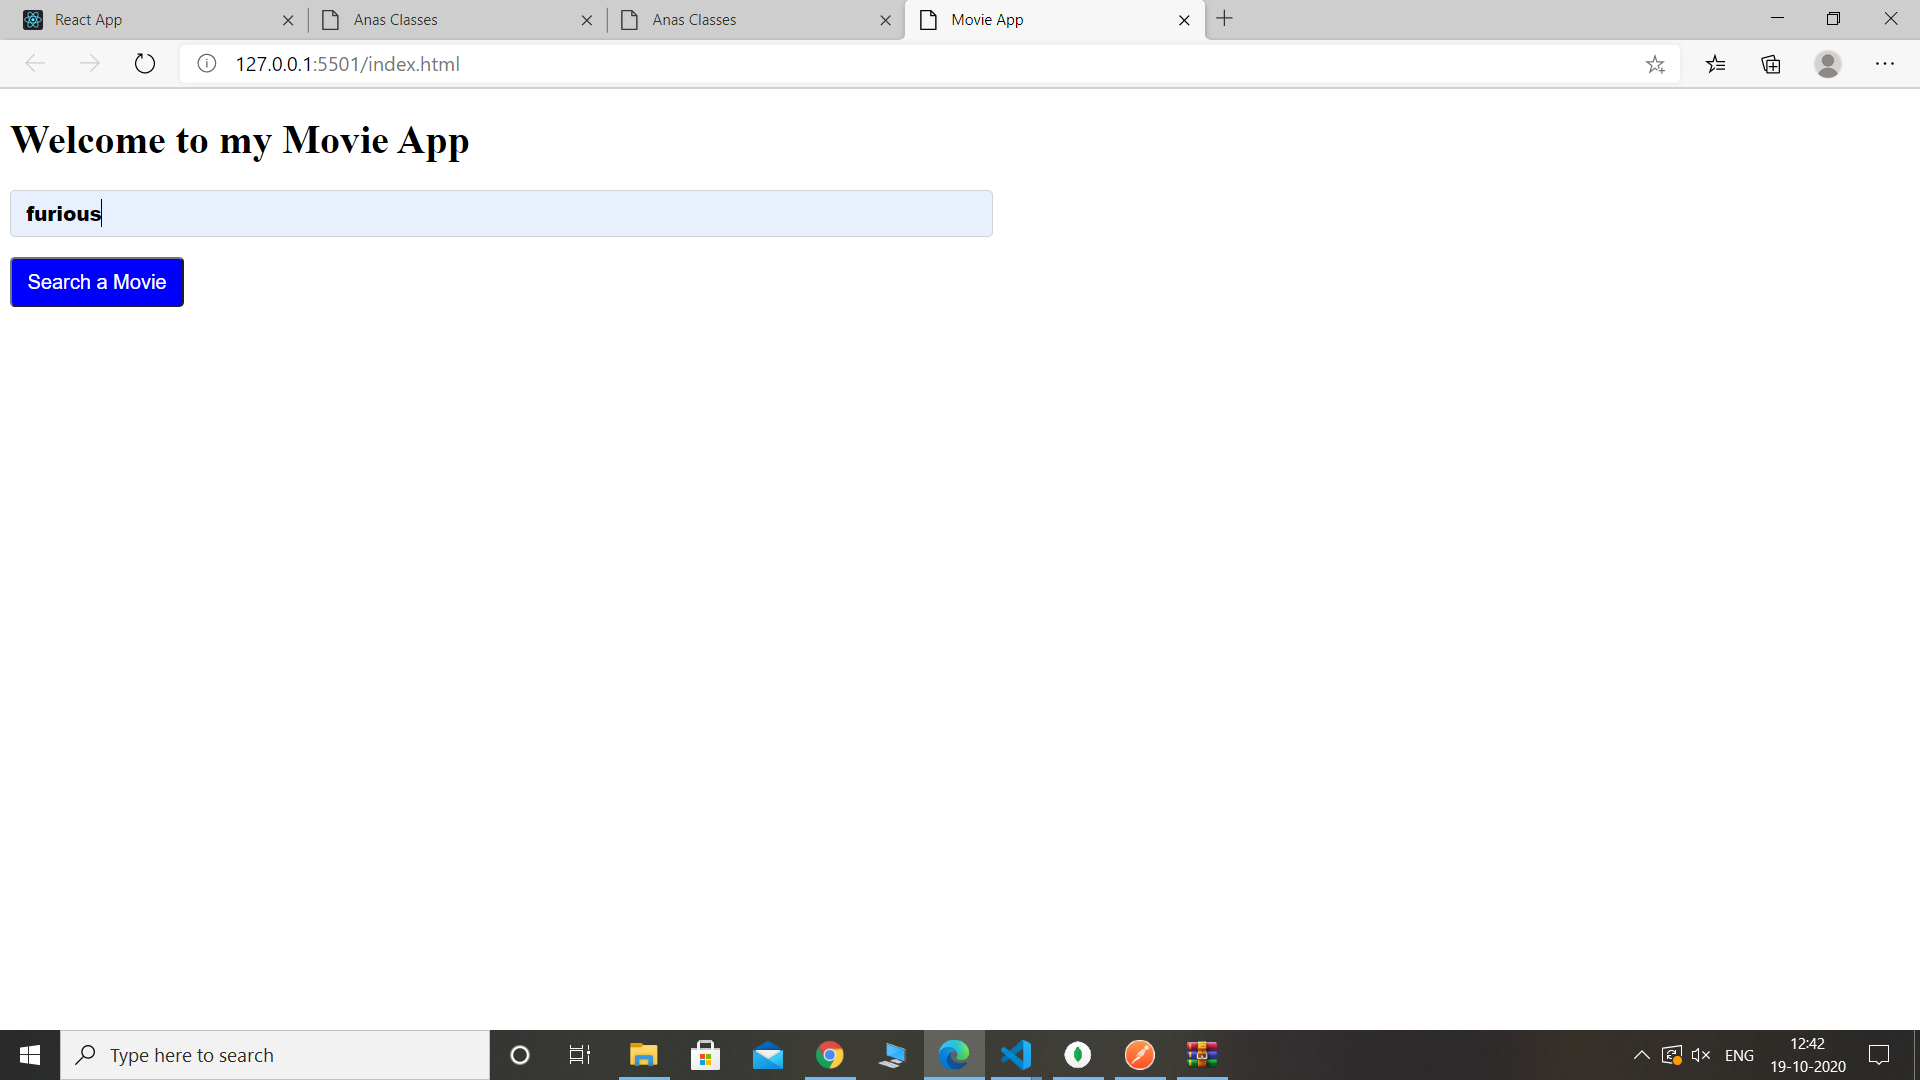 React App
Anas Classes
Anas Classes
Movie App
127.0.0.1:5501/index.html
Welcome to my Movie App
furious
Search a Movie
Type here to search
ENG
12:42
19-10-2020